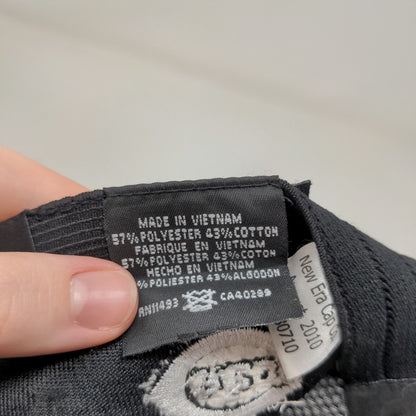 MADE IN VIETNAM
57%POLYESTER 43%COTTON
FABRIQUE EN VIETNAM
57%POLYESTER 43%COTON
HECHO EN VIETNAM
%POLIESTER 43%ALGODON
RN11493 CA40299
New Era Cap
2010
0710